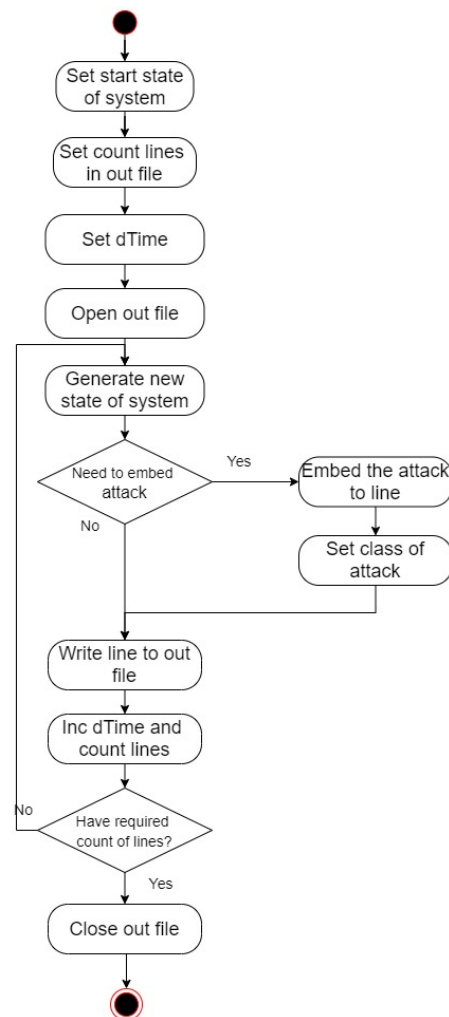 Set start state
of system
Set count lines
in out file
Set dTime
Open out file
Generate new
state of system
Need to embed
attack
Yes
Embed the attack
to line
No
Set class of
attack
Write line to out
file
Inc dTime and
count lines
No
Have required
count of lines?
Yes
Close out file